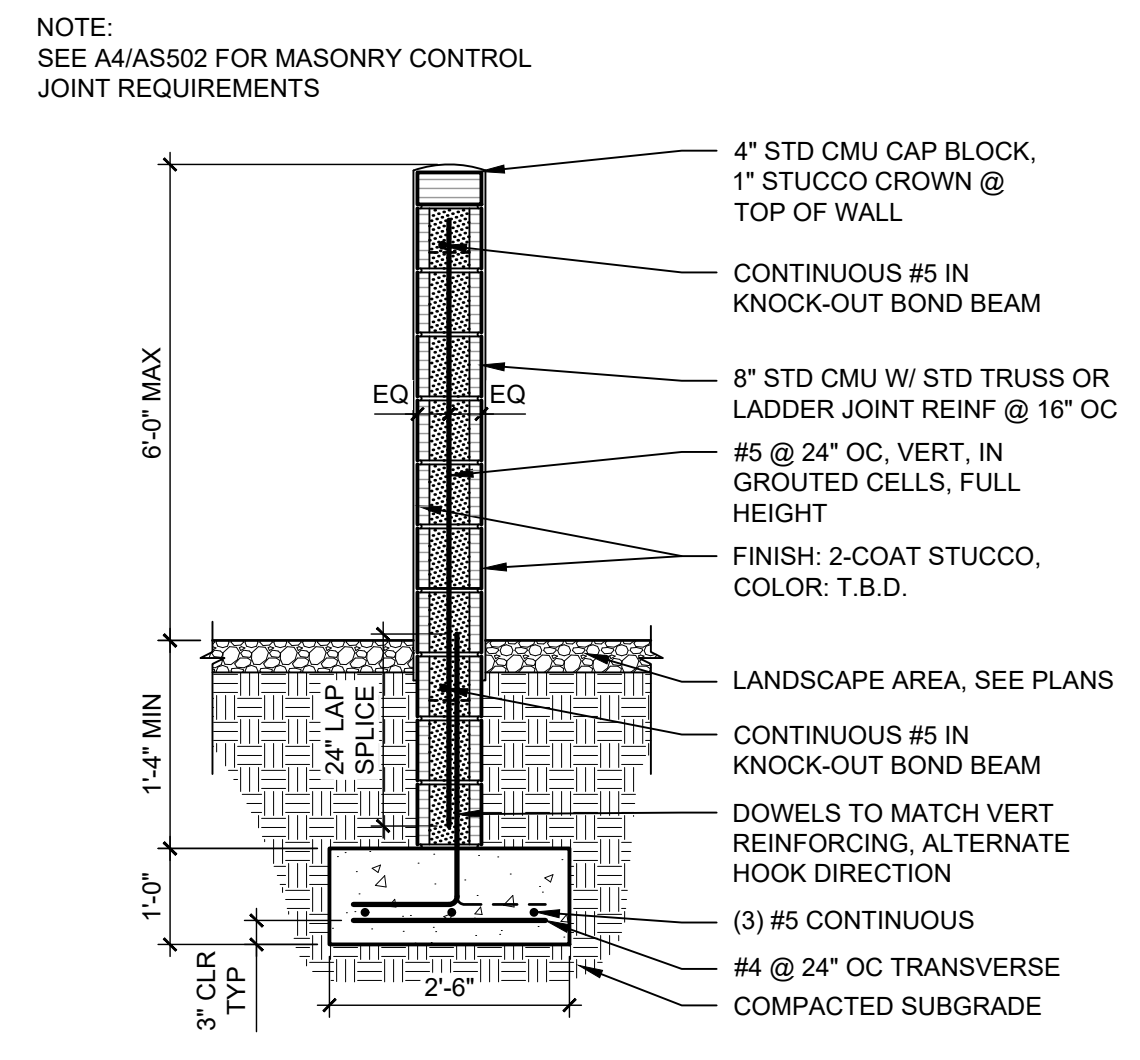 NOTE:
SEE A4/AS502 FOR MASONRY CONTROL
JOINT REQUIREMENTS
4" STD CMU CAP BLOCK,
1" STUCCO CROWN @
TOP OF WALL
CONTINUOUS #5 IN
KNOCK-OUT BOND BEAM
8" STD CMU W/ STD TRUSS OR
LADDER JOINT REINF @ 16" OC
#5 @ 24" OC, VERT, IN
GROUTED CELLS, FULL
HEIGHT
FINISH: 2-COAT STUCCO,
COLOR: T.B.D.
LANDSCAPE AREA, SEE PLANS
CONTINUOUS #5 IN
KNOCK-OUT BOND BEAM
DOWELS TO MATCH VERT
REINFORCING, ALTERNATE
HOOK DIRECTION
(3) #5 CONTINUOUS
#4 @ 24" OC TRANSVERSE
COMPACTED SUBGRADE
6'-0" MAX
EQ
EQ
1'-4" MIN
24" LAP
SPLICE
1'-0"
3" CLR
TYP
2'-6"